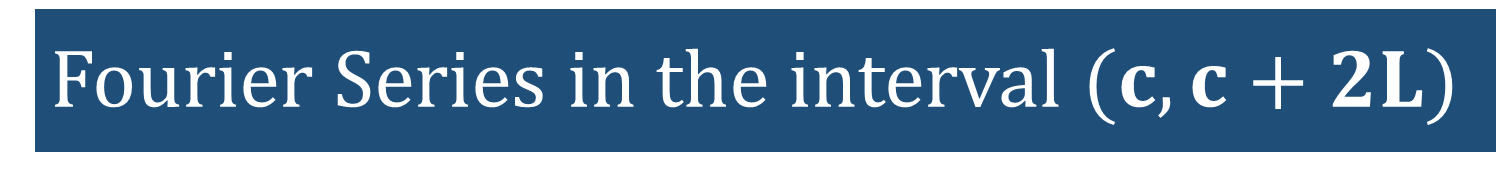 Fourier Series in the interval (c, c + 2L)